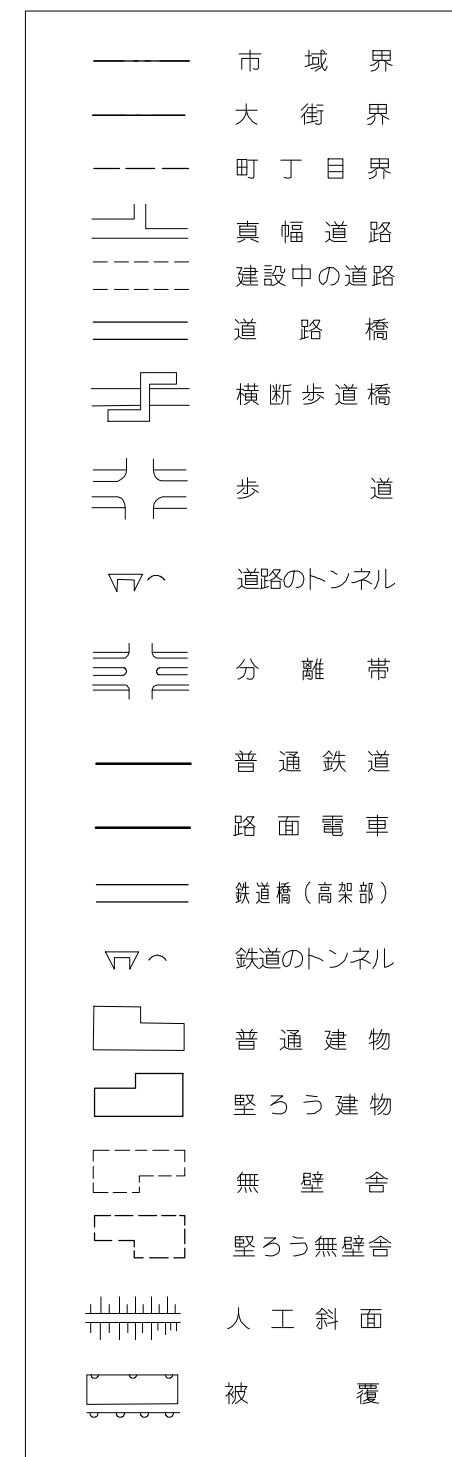 市域界
大街界
町丁目界
真幅道路
建設中の道路
道路橋
横断歩道橋
歩道
道路のトンネル
分離帯
普通鉄道
路面電車
鉄道橋(高架部)
鉄道のトンネル
普通建物
堅ろう建物
無壁舎
堅ろう無壁舎
人工斜面
被覆